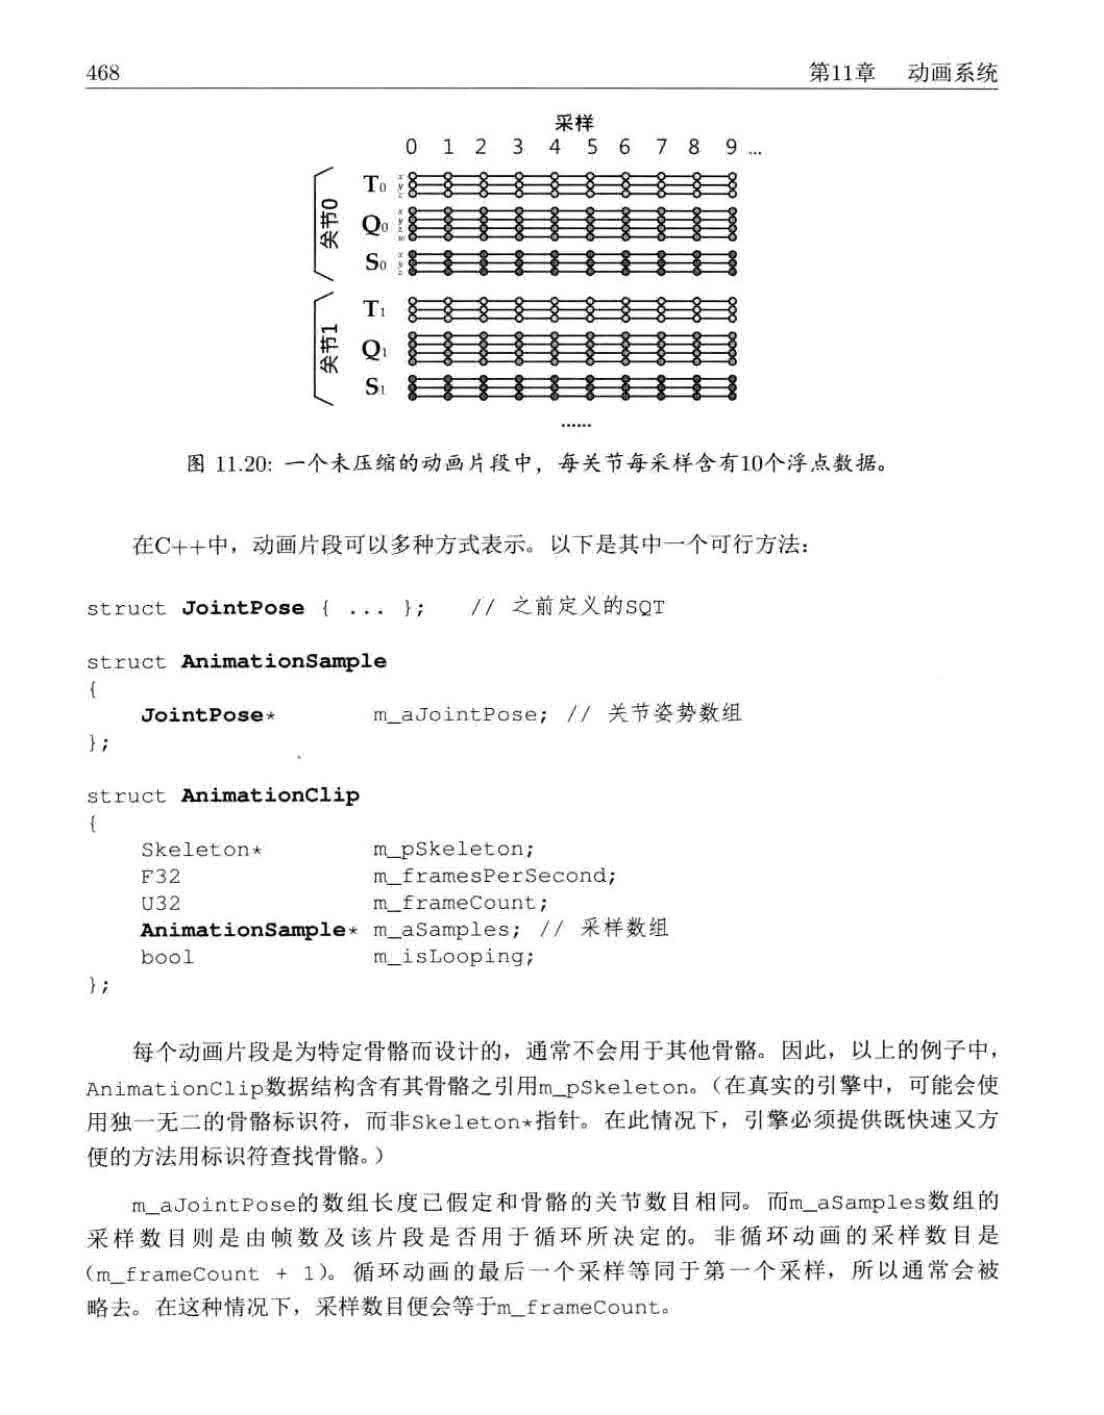 468
第11章 动画系统
采样
0 1 2 3 4 5 6 7 8 9 ...
关节0
T0 x y z
Q0 x y z w
S0 x y z
关节1
T1
Q1
S1
......
图 11.20: 一个未压缩的动画片段中，每关节每采样含有10个浮点数据。
在C++中，动画片段可以多种方式表示。以下是其中一个可行方法：
struct JointPose { ... }; // 之前定义的SQT
struct AnimationSample
{
JointPose* m_aJointPose; // 关节姿势数组
};
struct AnimationClip
{
Skeleton* m_pSkeleton;
F32 m_framesPerSecond;
U32 m_frameCount;
AnimationSample* m_aSamples; // 采样数组
bool m_isLooping;
};
每个动画片段是为特定骨骼而设计的，通常不会用于其他骨骼。因此，以上的例子中，
AnimationClip数据结构含有其骨骼之引用m_pSkeleton。（在真实的引擎中，可能会使
用独一无二的骨骼标识符，而非Skeleton*指针。在此情况下，引擎必须提供既快速又方
便的方法用标识符查找骨骼。）
m_aJointPose的数组长度已假定和骨骼的关节数目相同。而m_aSamples数组的
采样数目则是由帧数及该片段是否用于循环所决定的。非循环动画的采样数目是
(m_frameCount + 1)。循环动画的最后一个采样等同于第一个采样，所以通常会被
略去。在这种情况下，采样数目便会等于m_frameCount。